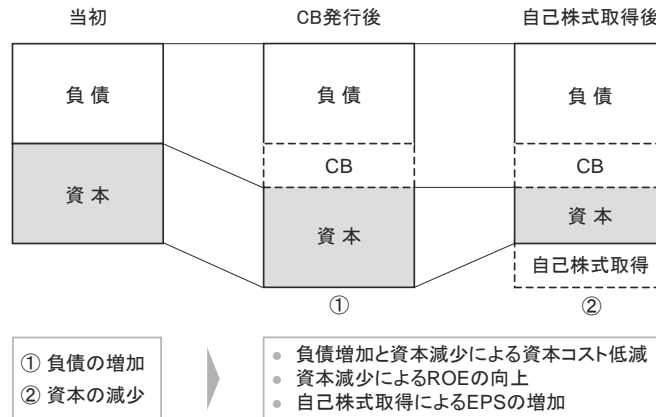 当初
CB発行後
自己株式取得後
負 債
負 債
負 債
CB
CB
資 本
資 本
資 本
自己株式取得
①
②
① 負債の増加
② 資本の減少
● 負債増加と資本減少による資本コスト低減
● 資本減少によるROEの向上
● 自己株式取得によるEPSの増加